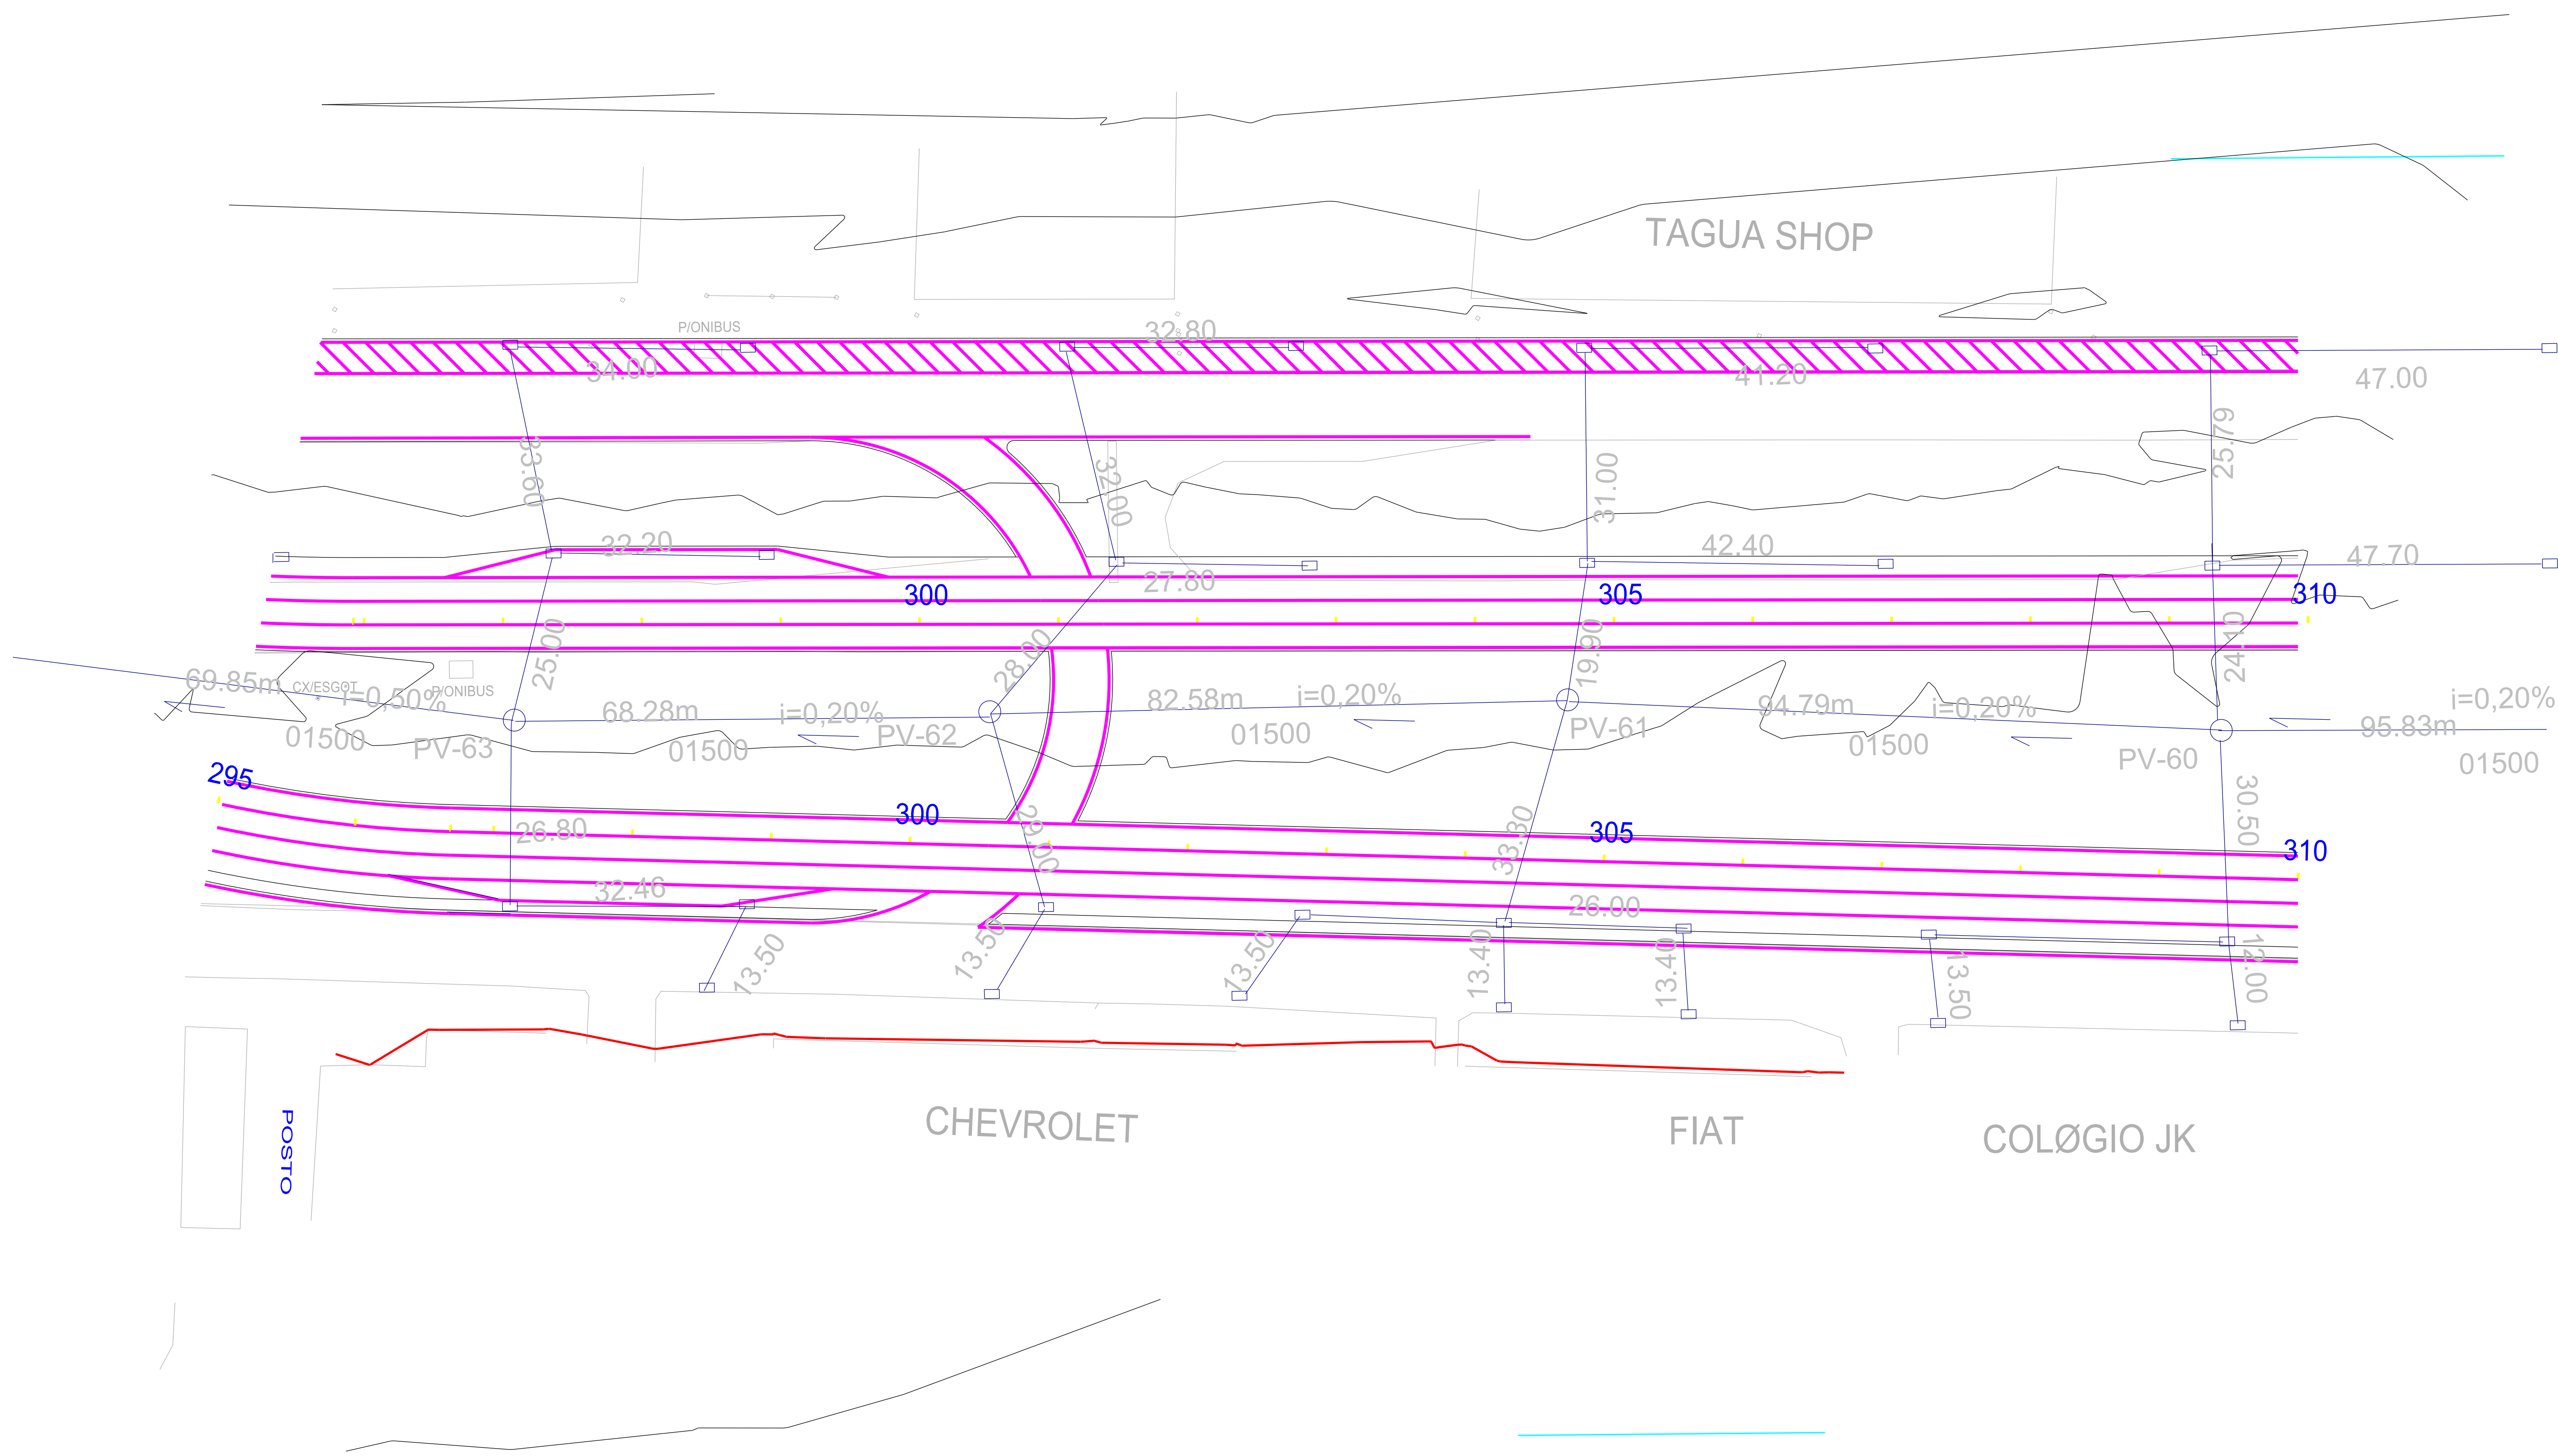 TAGUA SHOP
P/ONIBUS
32.80
34.00
41.20
47.00
33.60
32.00
31.00
25.79
32.20
42.40
47.70
27.80
300
305
310
25.00
28.00
19.90
24.10
69.85m
CX/ESGOT
i=0,50%
P/ONIBUS
68.28m
i=0,20%
82.58m
i=0,20%
94.79m
i=0,20%
95.83m
i=0,20%
01500
PV-63
01500
PV-62
01500
PV-61
01500
PV-60
01500
295
300
305
310
26.80
29.00
33.30
30.50
32.46
26.00
13.50
13.50
13.50
13.40
13.40
13.50
12.00
POSTO
CHEVROLET
FIAT
COLØGIO JK